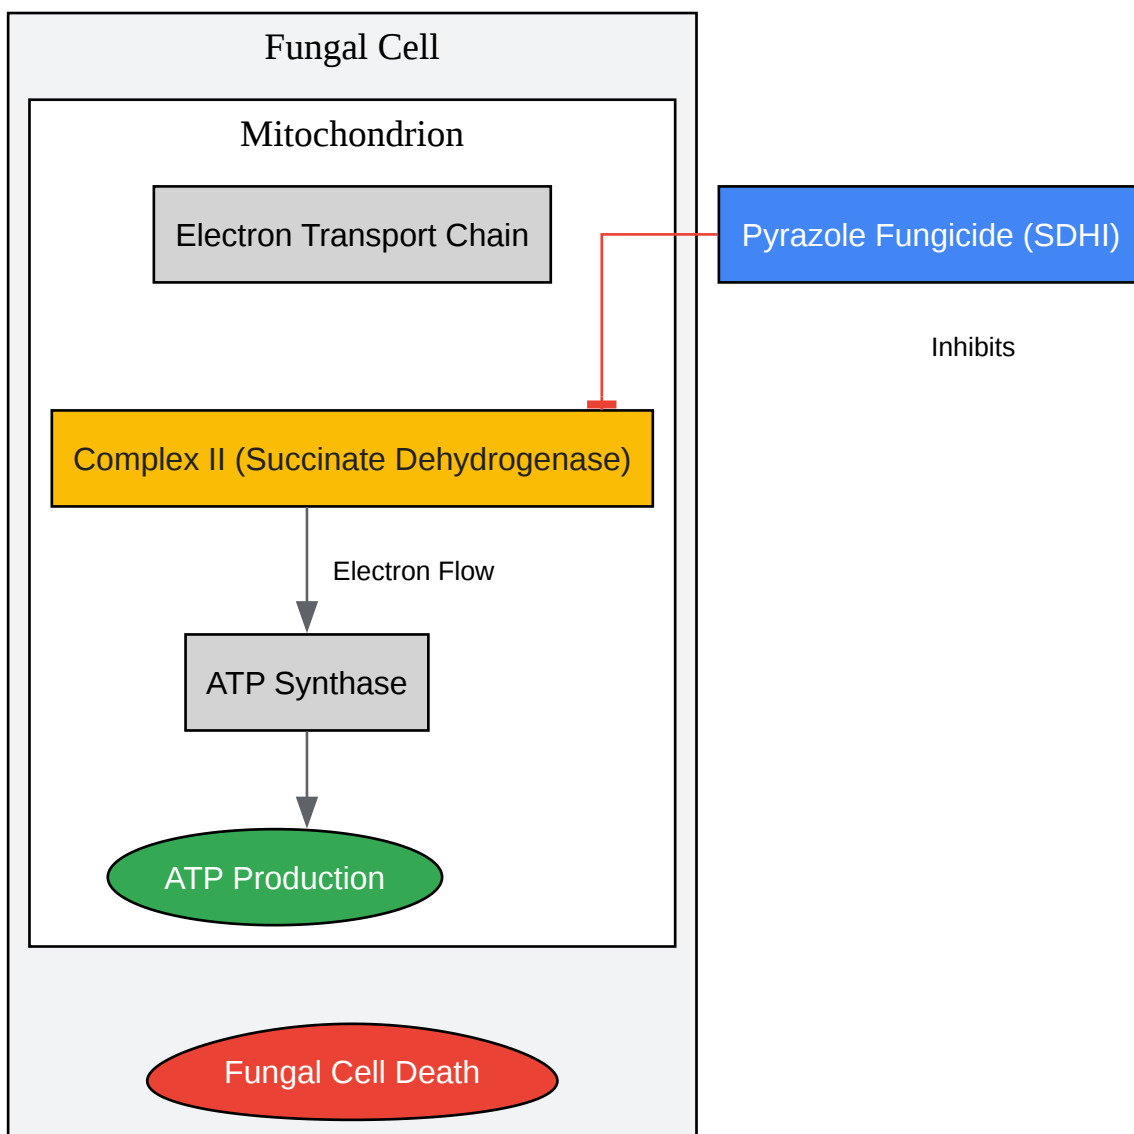 Fungal Cell
Mitochondrion
Electron Transport Chain
Pyrazole Fungicide (SDHI)
Inhibits
Complex II (Succinate Dehydrogenase)
Electron Flow
ATP Synthase
ATP Production
Fungal Cell Death